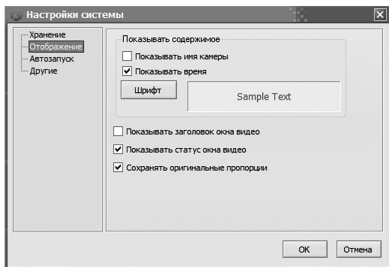 Настройки системы
Хранение
Отображение
Автозапуск
Другие
Показывать содержимое
Показывать имя камеры
Показывать время
Шрифт
Sample Text
Показывать заголовок окна видео
Показывать статус окна видео
Сохранять оригинальные пропорции
OK
Отмена